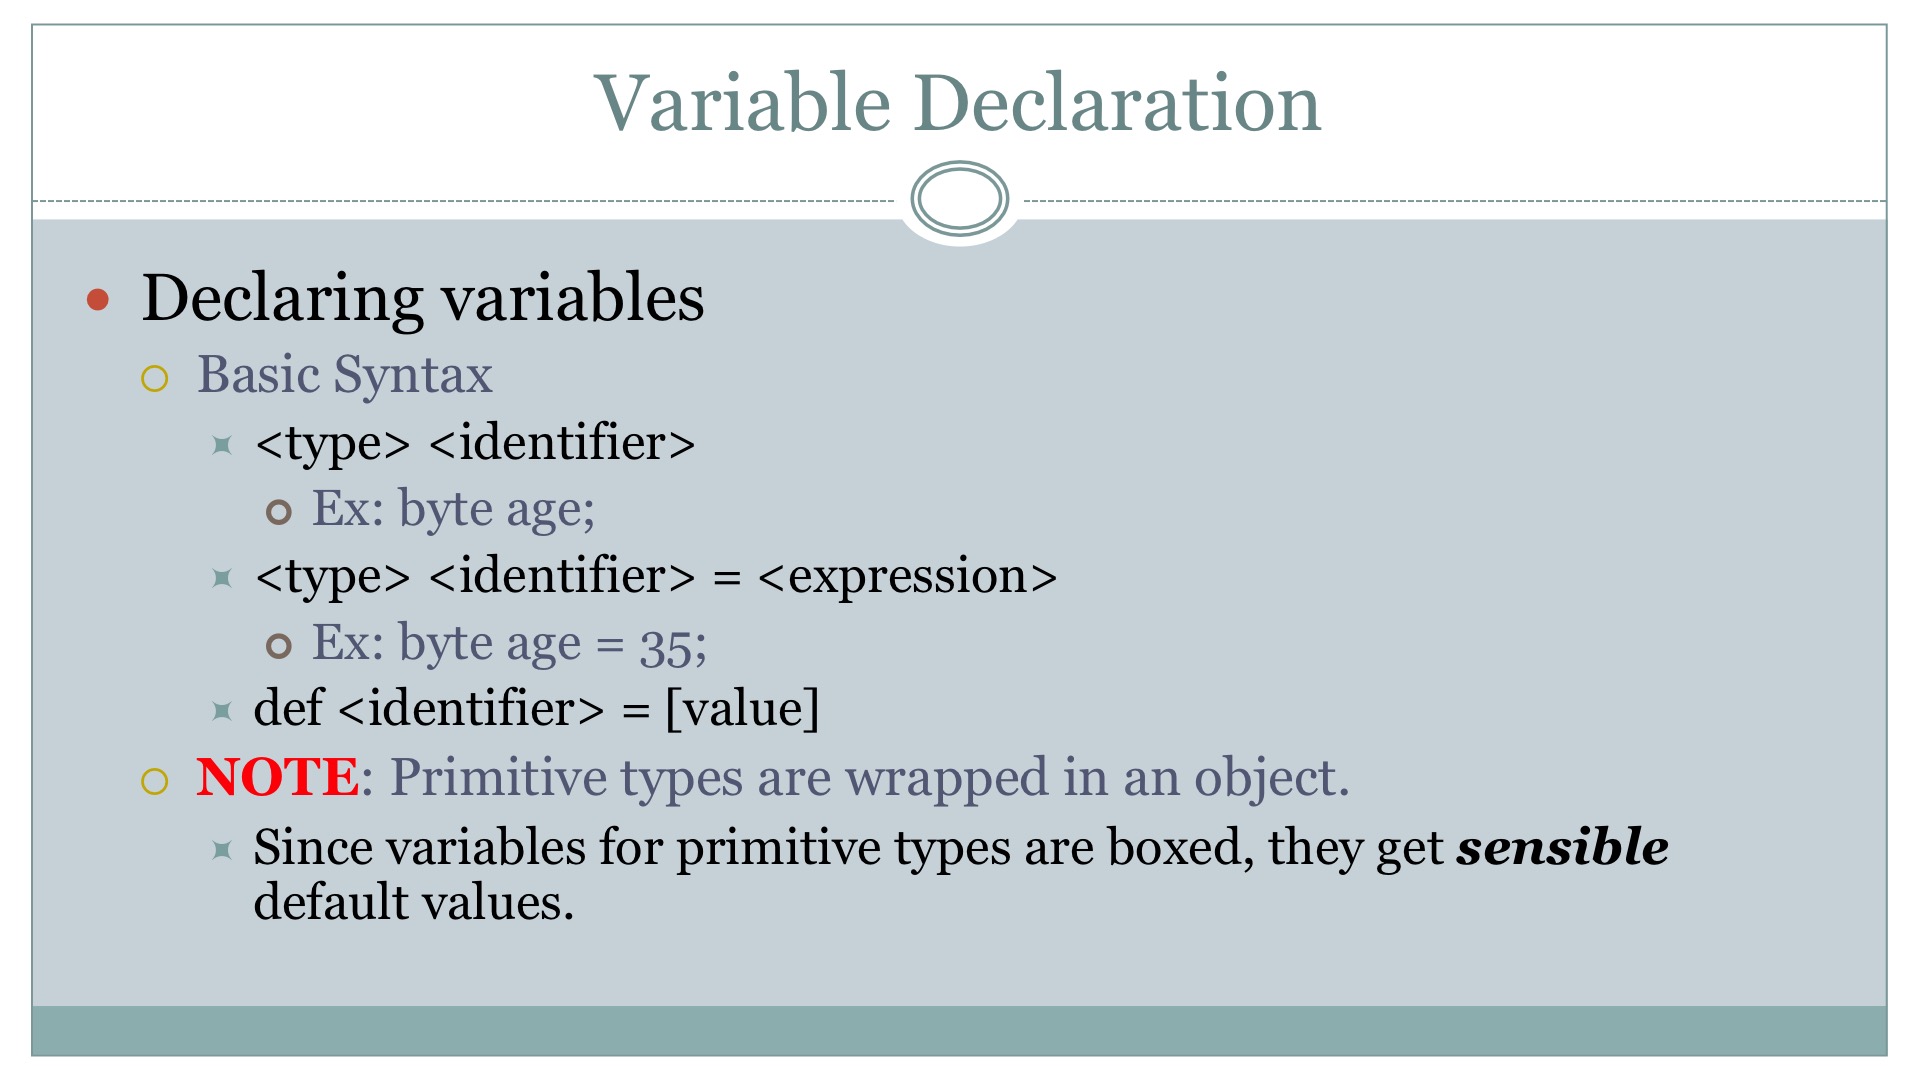 Variable Declaration
Declaring variables
Basic Syntax
<type> <identifier>
Ex: byte age;
<type> <identifier> = <expression>
Ex: byte age = 35;
def <identifier> = [value]
NOTE: Primitive types are wrapped in an object.
Since variables for primitive types are boxed, they get sensible
default values.